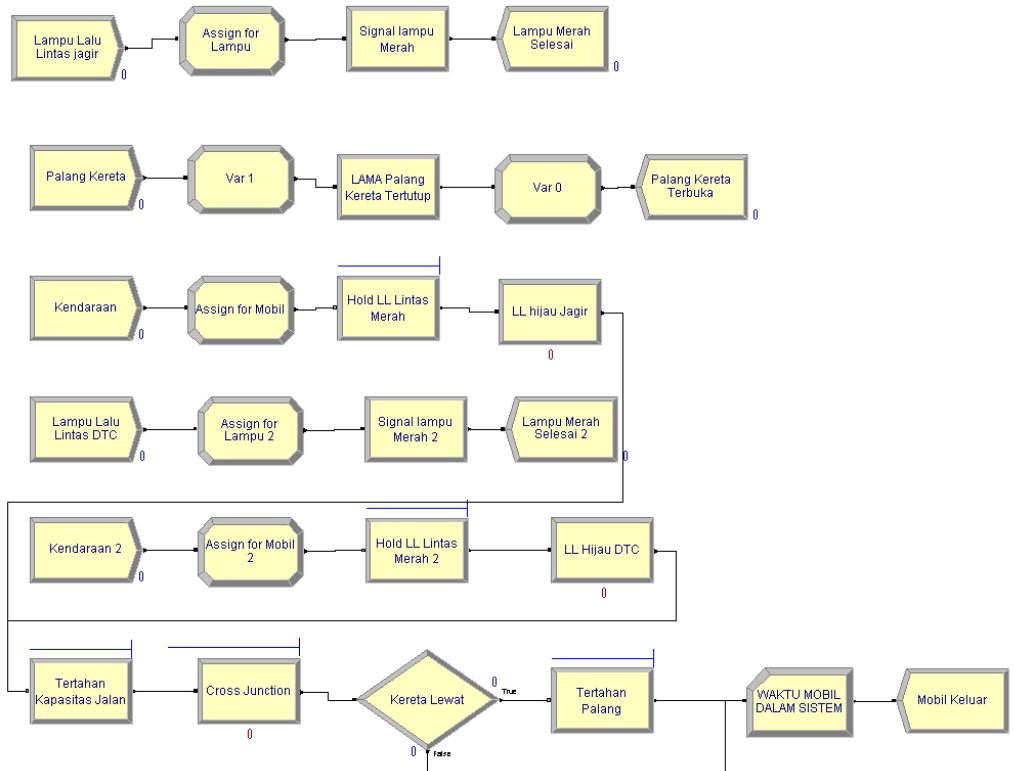 Lampu Lalu
Lintas jagir
0
Assign for
Lampu
Signal lampu
Merah
Lampu Merah
Selesai
0
Palang Kereta
0
Var 1
LAMA Palang
Kereta Tertutup
Var 0
Palang Kereta
Terbuka
0
Kendaraan
0
Assign for Mobil
Hold LL Lintas
Merah
LL hijau Jagir
0
Lampu Lalu
Lintas DTC
0
Assign for
Lampu 2
Signal lampu
Merah 2
Lampu Merah
Selesai 2
0
Kendaraan 2
0
Assign for Mobil
2
Hold LL Lintas
Merah 2
LL Hijau DTC
0
Tertahan
Kapasitas Jalan
Cross Junction
0
Kereta Lewat
0
True
0
False
Tertahan
Palang
WAKTU MOBIL
DALAM SISTEM
Mobil Keluar